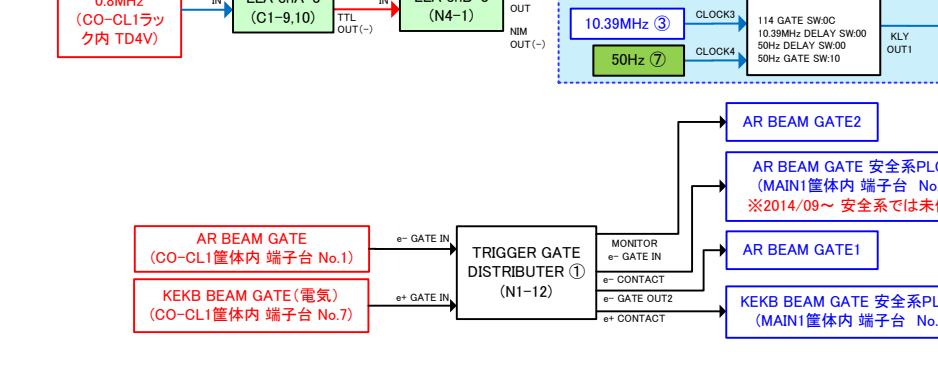 0.8MHz
(CO-CL1ラッ
ク内 TD4V)
IN
(C1-9,10)
TTL
OUT(-)
IN
(N4-1)
OUT
NIM
OUT(-)
10.39MHz ③
CLOCK3
50Hz ⑦
CLOCK4
114 GATE SW:0C
10.39MHz DELAY SW:00
50Hz DELAY SW:00
50Hz GATE SW:10
KLY
OUT1
AR BEAM GATE2
AR BEAM GATE 安全系PLC
(MAIN1筐体内 端子台 No.
※2014/09~ 安全系では未使
AR BEAM GATE
(CO-CL1筐体内 端子台 No.1)
e- GATE IN
KEKB BEAM GATE(電気)
(CO-CL1筐体内 端子台 No.7)
e+ GATE IN
TRIGGER GATE
DISTRIBUTER ①
(N1-12)
MONITOR
e- GATE IN
e- CONTACT
e- GATE OUT2
e+ CONTACT
AR BEAM GATE1
KEKB BEAM GATE 安全系PL
(MAIN1筐体内 端子台 No.